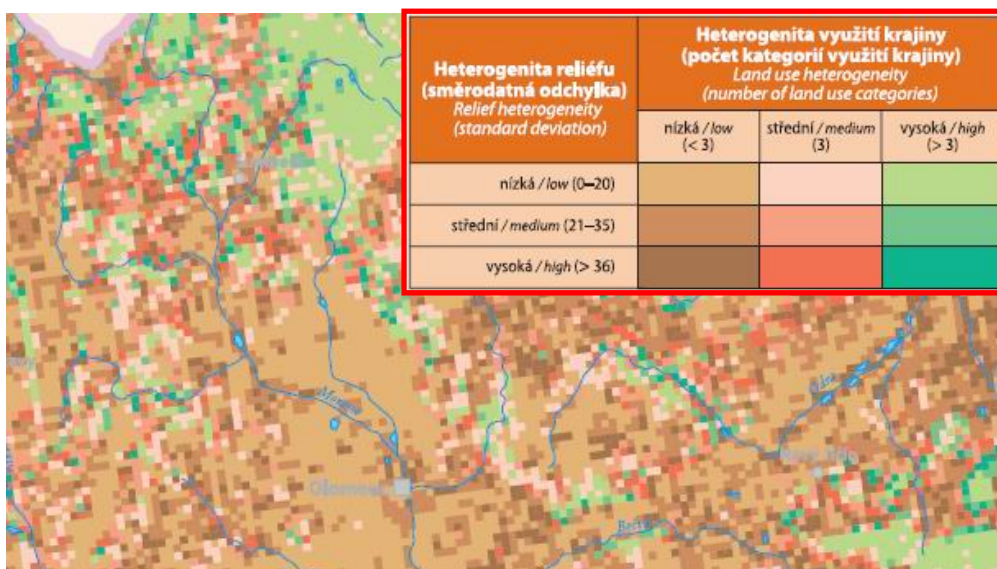 Heterogenita reliéfu
(směrodatná odchylka)
Relief heterogeneity
(standard deviation)
Heterogenita využití krajiny
(počet kategorií využití krajiny)
Land use heterogeneity
(number of land use categories)
nízká / low
(< 3)
střední / medium
(3)
vysoká / high
(> 3)
nízká / low (0–20)
střední / medium (21–35)
vysoká / high (> 36)
Morava
Odra
Olomouc